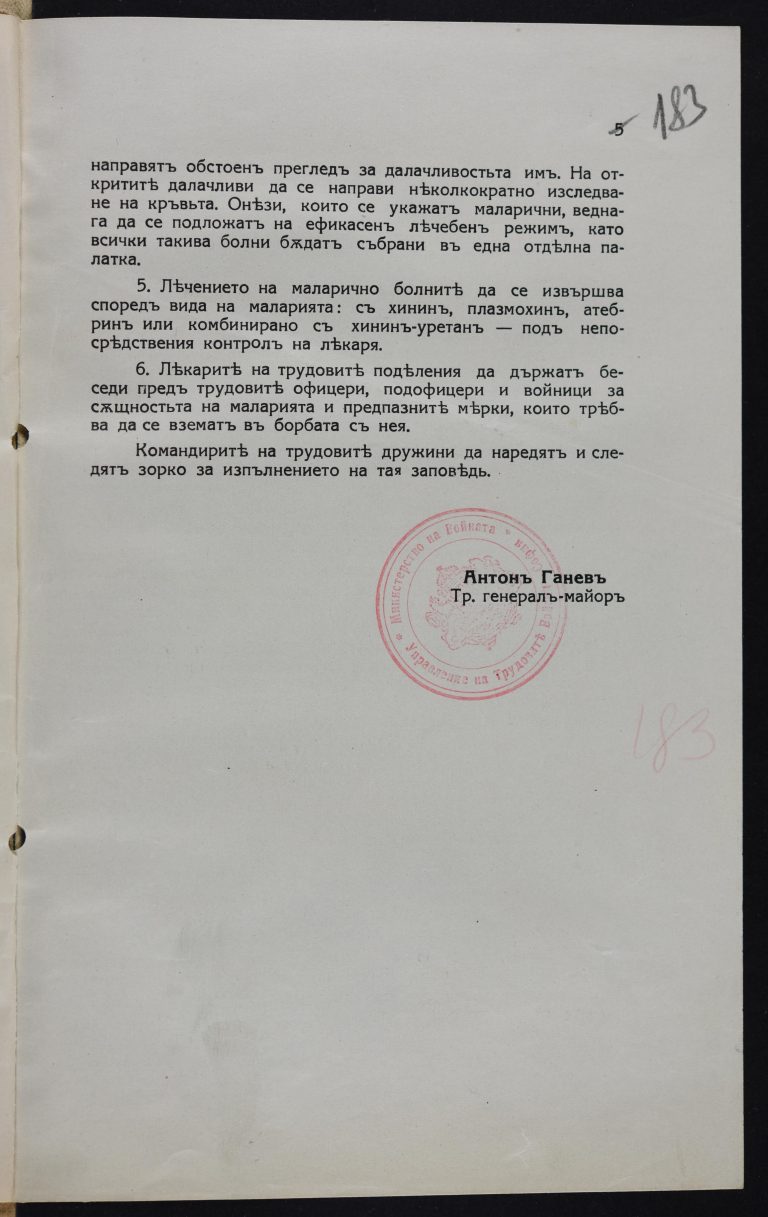 5
183
направятъ обстоенъ прегледъ за далачливостьта имъ. На от-
крититѣ далачливи да се направи нѣколкократно изследва-
не на кръвьта. Онѣзи, които се укажатъ маларични, ведна-
га да се подложатъ на ефикасенъ лѣчебенъ режимъ, като
всички такива болни бѫдатъ събрани въ една отдѣлна па-
латка.
5. Лѣчението на маларично болнитѣ да се извършва
споредъ вида на маларията: съ хининъ, плазмохинъ, атеб-
ринъ или комбинирано съ хининъ-уретанъ — подъ непо-
срѣдствения контролъ на лѣкаря.
6. Лѣкаритѣ на трудовитѣ подѣления да държатъ бе-
седи предъ трудовитѣ офицери, подофицери и войници за
сѫщностьта на маларията и предпазнитѣ мѣрки, които трѣб-
ва да се взематъ въ борбата съ нея.
Командиритѣ на трудовитѣ дружини да наредятъ и сле-
дятъ зорко за изпълнението на тая заповѣдь.
* Министерство на Войната *
Управление на Трудовитѣ
Антонъ Ганевъ
Тр. генералъ-майоръ
183